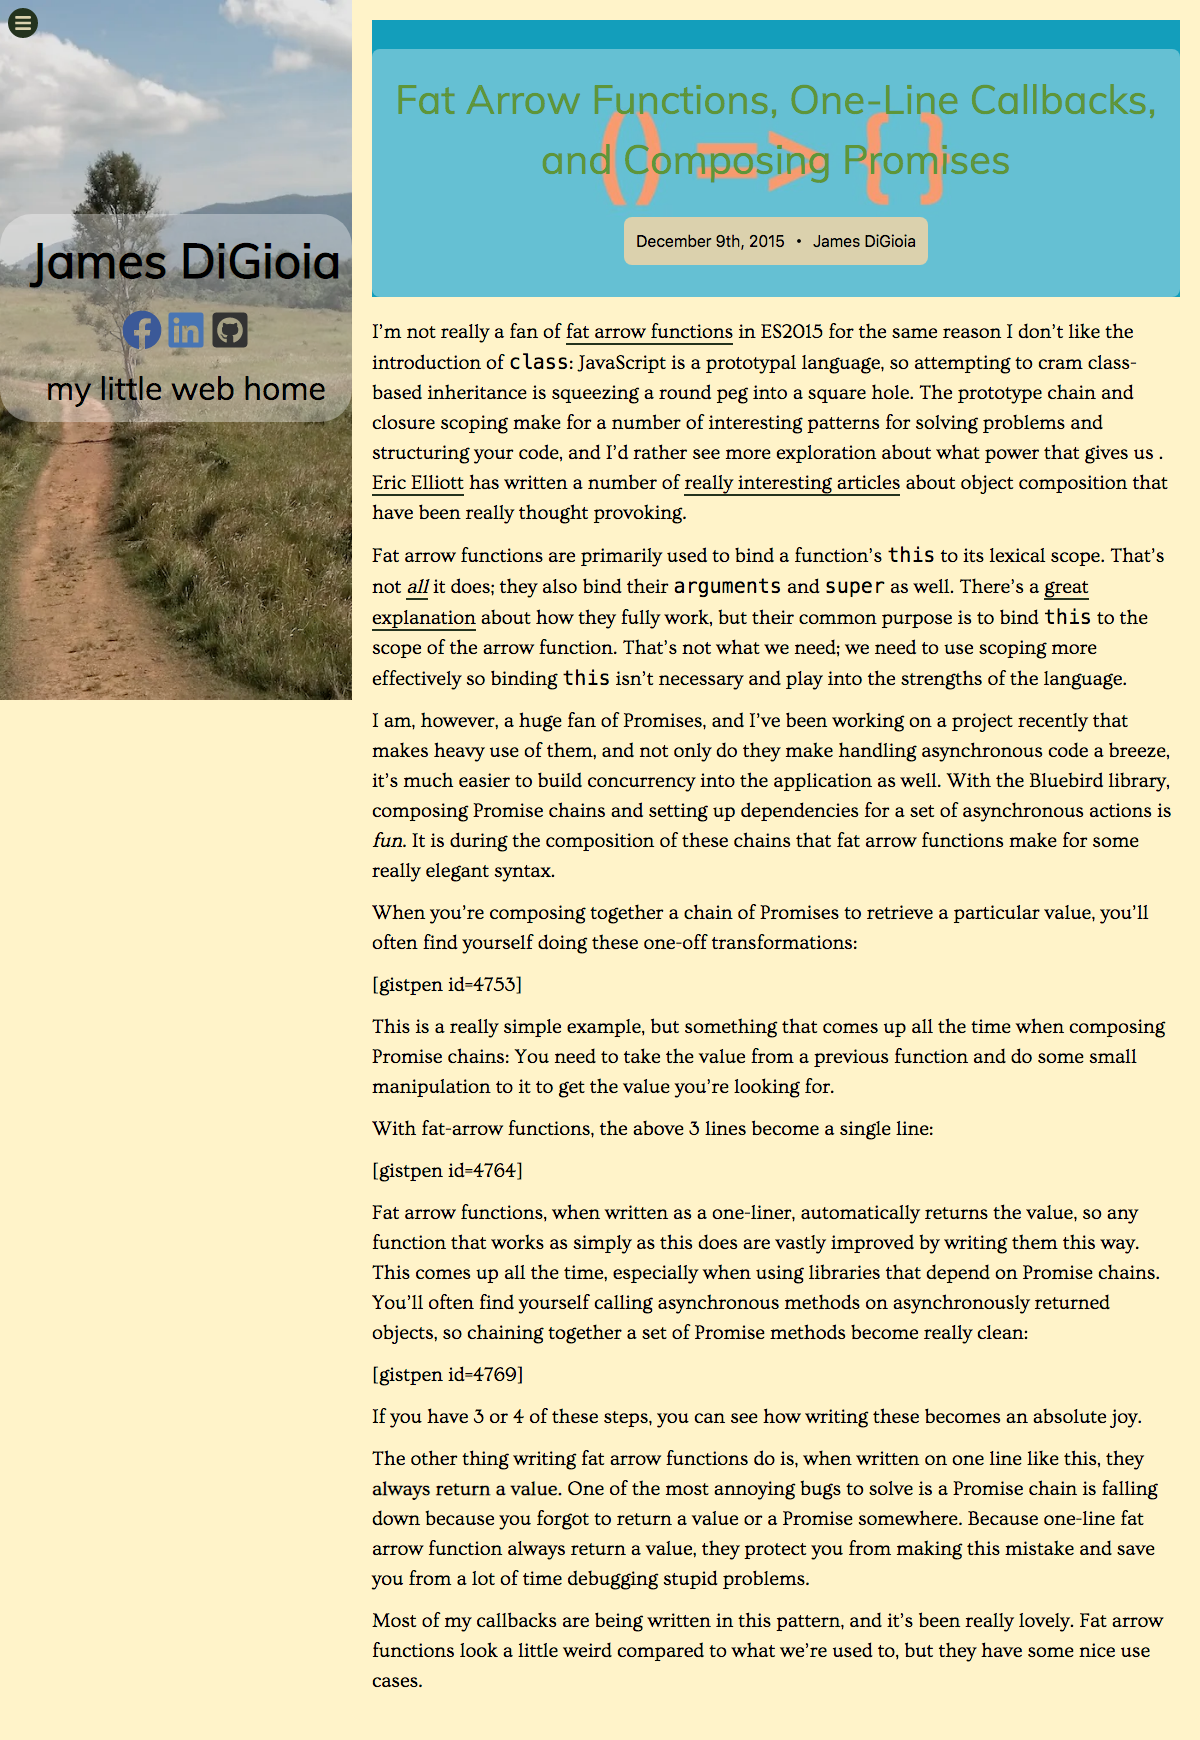 James DiGioia
my little web home
Fat Arrow Functions, One-Line Callbacks,
and Composing Promises
() => {}
December 9th, 2015 • James DiGioia
I’m not really a fan of fat arrow functions in ES2015 for the same reason I don’t like the
introduction of class: JavaScript is a prototypal language, so attempting to cram class-
based inheritance is squeezing a round peg into a square hole. The prototype chain and
closure scoping make for a number of interesting patterns for solving problems and
structuring your code, and I’d rather see more exploration about what power that gives us .
Eric Elliott has written a number of really interesting articles about object composition that
have been really thought provoking.
Fat arrow functions are primarily used to bind a function’s this to its lexical scope. That’s
not all it does; they also bind their arguments and super as well. There’s a great
explanation about how they fully work, but their common purpose is to bind this to the
scope of the arrow function. That’s not what we need; we need to use scoping more
effectively so binding this isn’t necessary and play into the strengths of the language.
I am, however, a huge fan of Promises, and I’ve been working on a project recently that
makes heavy use of them, and not only do they make handling asynchronous code a breeze,
it’s much easier to build concurrency into the application as well. With the Bluebird library,
composing Promise chains and setting up dependencies for a set of asynchronous actions is
fun. It is during the composition of these chains that fat arrow functions make for some
really elegant syntax.
When you’re composing together a chain of Promises to retrieve a particular value, you’ll
often find yourself doing these one-off transformations:
[gistpen id=4753]
This is a really simple example, but something that comes up all the time when composing
Promise chains: You need to take the value from a previous function and do some small
manipulation to it to get the value you’re looking for.
With fat-arrow functions, the above 3 lines become a single line:
[gistpen id=4764]
Fat arrow functions, when written as a one-liner, automatically returns the value, so any
function that works as simply as this does are vastly improved by writing them this way.
This comes up all the time, especially when using libraries that depend on Promise chains.
You’ll often find yourself calling asynchronous methods on asynchronously returned
objects, so chaining together a set of Promise methods become really clean:
[gistpen id=4769]
If you have 3 or 4 of these steps, you can see how writing these becomes an absolute joy.
The other thing writing fat arrow functions do is, when written on one line like this, they
always return a value. One of the most annoying bugs to solve is a Promise chain is falling
down because you forgot to return a value or a Promise somewhere. Because one-line fat
arrow function always return a value, they protect you from making this mistake and save
you from a lot of time debugging stupid problems.
Most of my callbacks are being written in this pattern, and it’s been really lovely. Fat arrow
functions look a little weird compared to what we’re used to, but they have some nice use
cases.